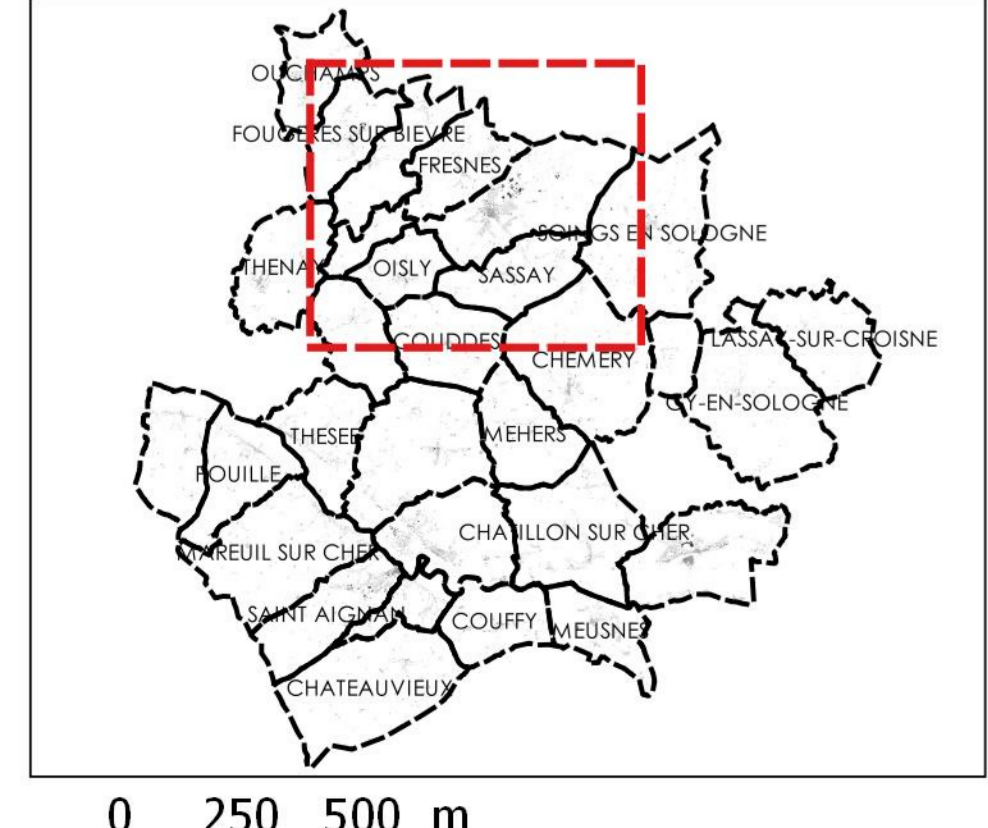 OUCHAMPS
FOUGERES SUR BIEVRE
FRESNES
SOINGS EN SOLOGNE
THENAY
OISLY
SASSAY
COUDDES
LASSAY-SUR-CROISNE
CHEMERY
GY-EN-SOLOGNE
THESEE
MEHERS
POUILLE
CHATILLON SUR CHER
MAREUIL SUR CHER
SAINT AIGNAN
COUFFY
MEUSNES
CHATEAUVIEUX
0 250 500 m